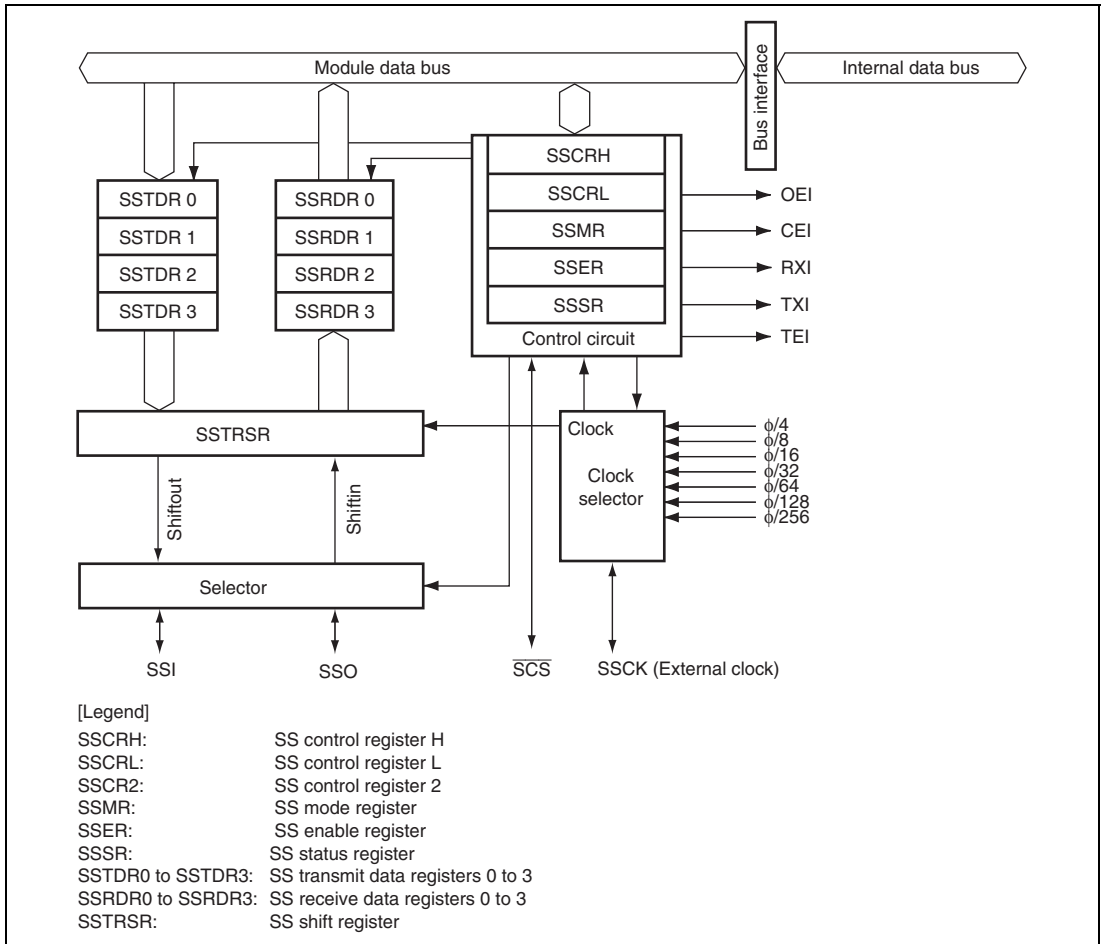 Module data bus
Bus interface
Internal data bus
SSCRH
SSCRL
SSMR
SSER
SSSR
Control circuit
SSTDR 0
SSTDR 1
SSTDR 2
SSTDR 3
SSRDR 0
SSRDR 1
SSRDR 2
SSRDR 3
OEI
CEI
RXI
TXI
TEI
SSTRSR
Clock
Clock
selector
ϕ/4
ϕ/8
ϕ/16
ϕ/32
ϕ/64
ϕ/128
ϕ/256
Shiftout
Shiftin
Selector
SSI
SSO
SCS
SSCK (External clock)
[Legend]
SSCRH: SS control register H
SSCRL: SS control register L
SSCR2: SS control register 2
SSMR: SS mode register
SSER: SS enable register
SSSR: SS status register
SSTDR0 to SSTDR3: SS transmit data registers 0 to 3
SSRDR0 to SSRDR3: SS receive data registers 0 to 3
SSTRSR: SS shift register